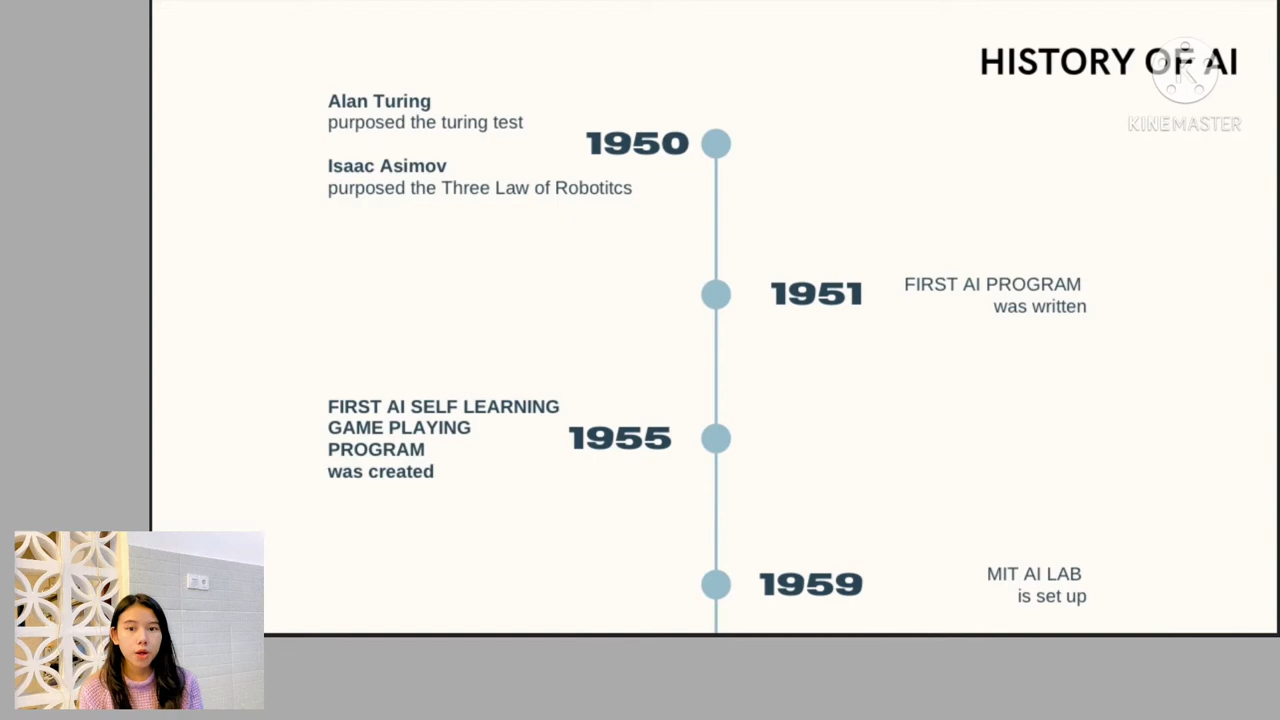 HISTORY OF AI
KINEMASTER
Alan Turing
purposed the turing test
1950
Isaac Asimov
purposed the Three Law of Robotitcs
1951
FIRST AI PROGRAM
was written
FIRST AI SELF LEARNING
GAME PLAYING
PROGRAM
was created
1955
1959
MIT AI LAB
is set up